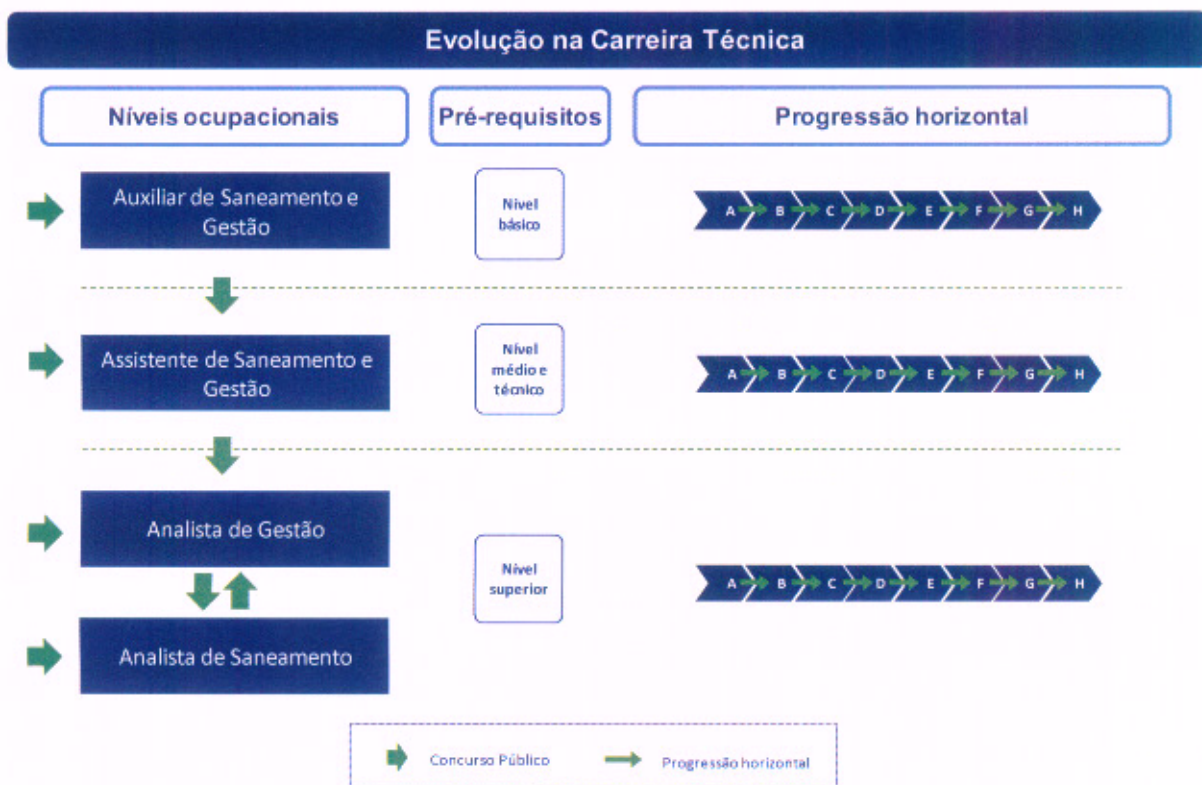 Evolução na Carreira Técnica
Níveis ocupacionais
Pré-requisitos
Progressão horizontal
Auxiliar de Saneamento e
Gestão
Nível
básico
A B C D E F G H
Assistente de Saneamento e
Gestão
Nível
médio e
técnico
A B C D E F G H
Analista de Gestão
Nível
superior
A B C D E F G H
Analista de Saneamento
Concurso Público
Progressão horizontal